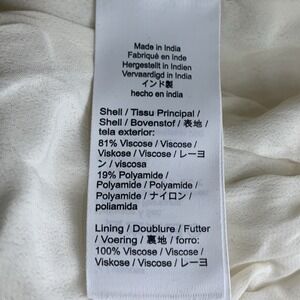 Made in India
Fabriqué en inde
Hergestellt in Indien
Vervaardigd in India
インド製
hecho en india
Shell / Tissu Principal /
Shell / Bovenstof / 表地 /
tela exterior:
81% Viscose / Viscose /
Viskose / Viscose / レーヨ
ン / viscosa
19% Polyamide /
Polyamide / Polyamide /
Polyamide / ナイロン /
poliamida
Lining / Doublure / Futter
/ Voering / 裏地 / forro:
100% Viscose / Viscose /
Viskose / Viscose / レーヨ